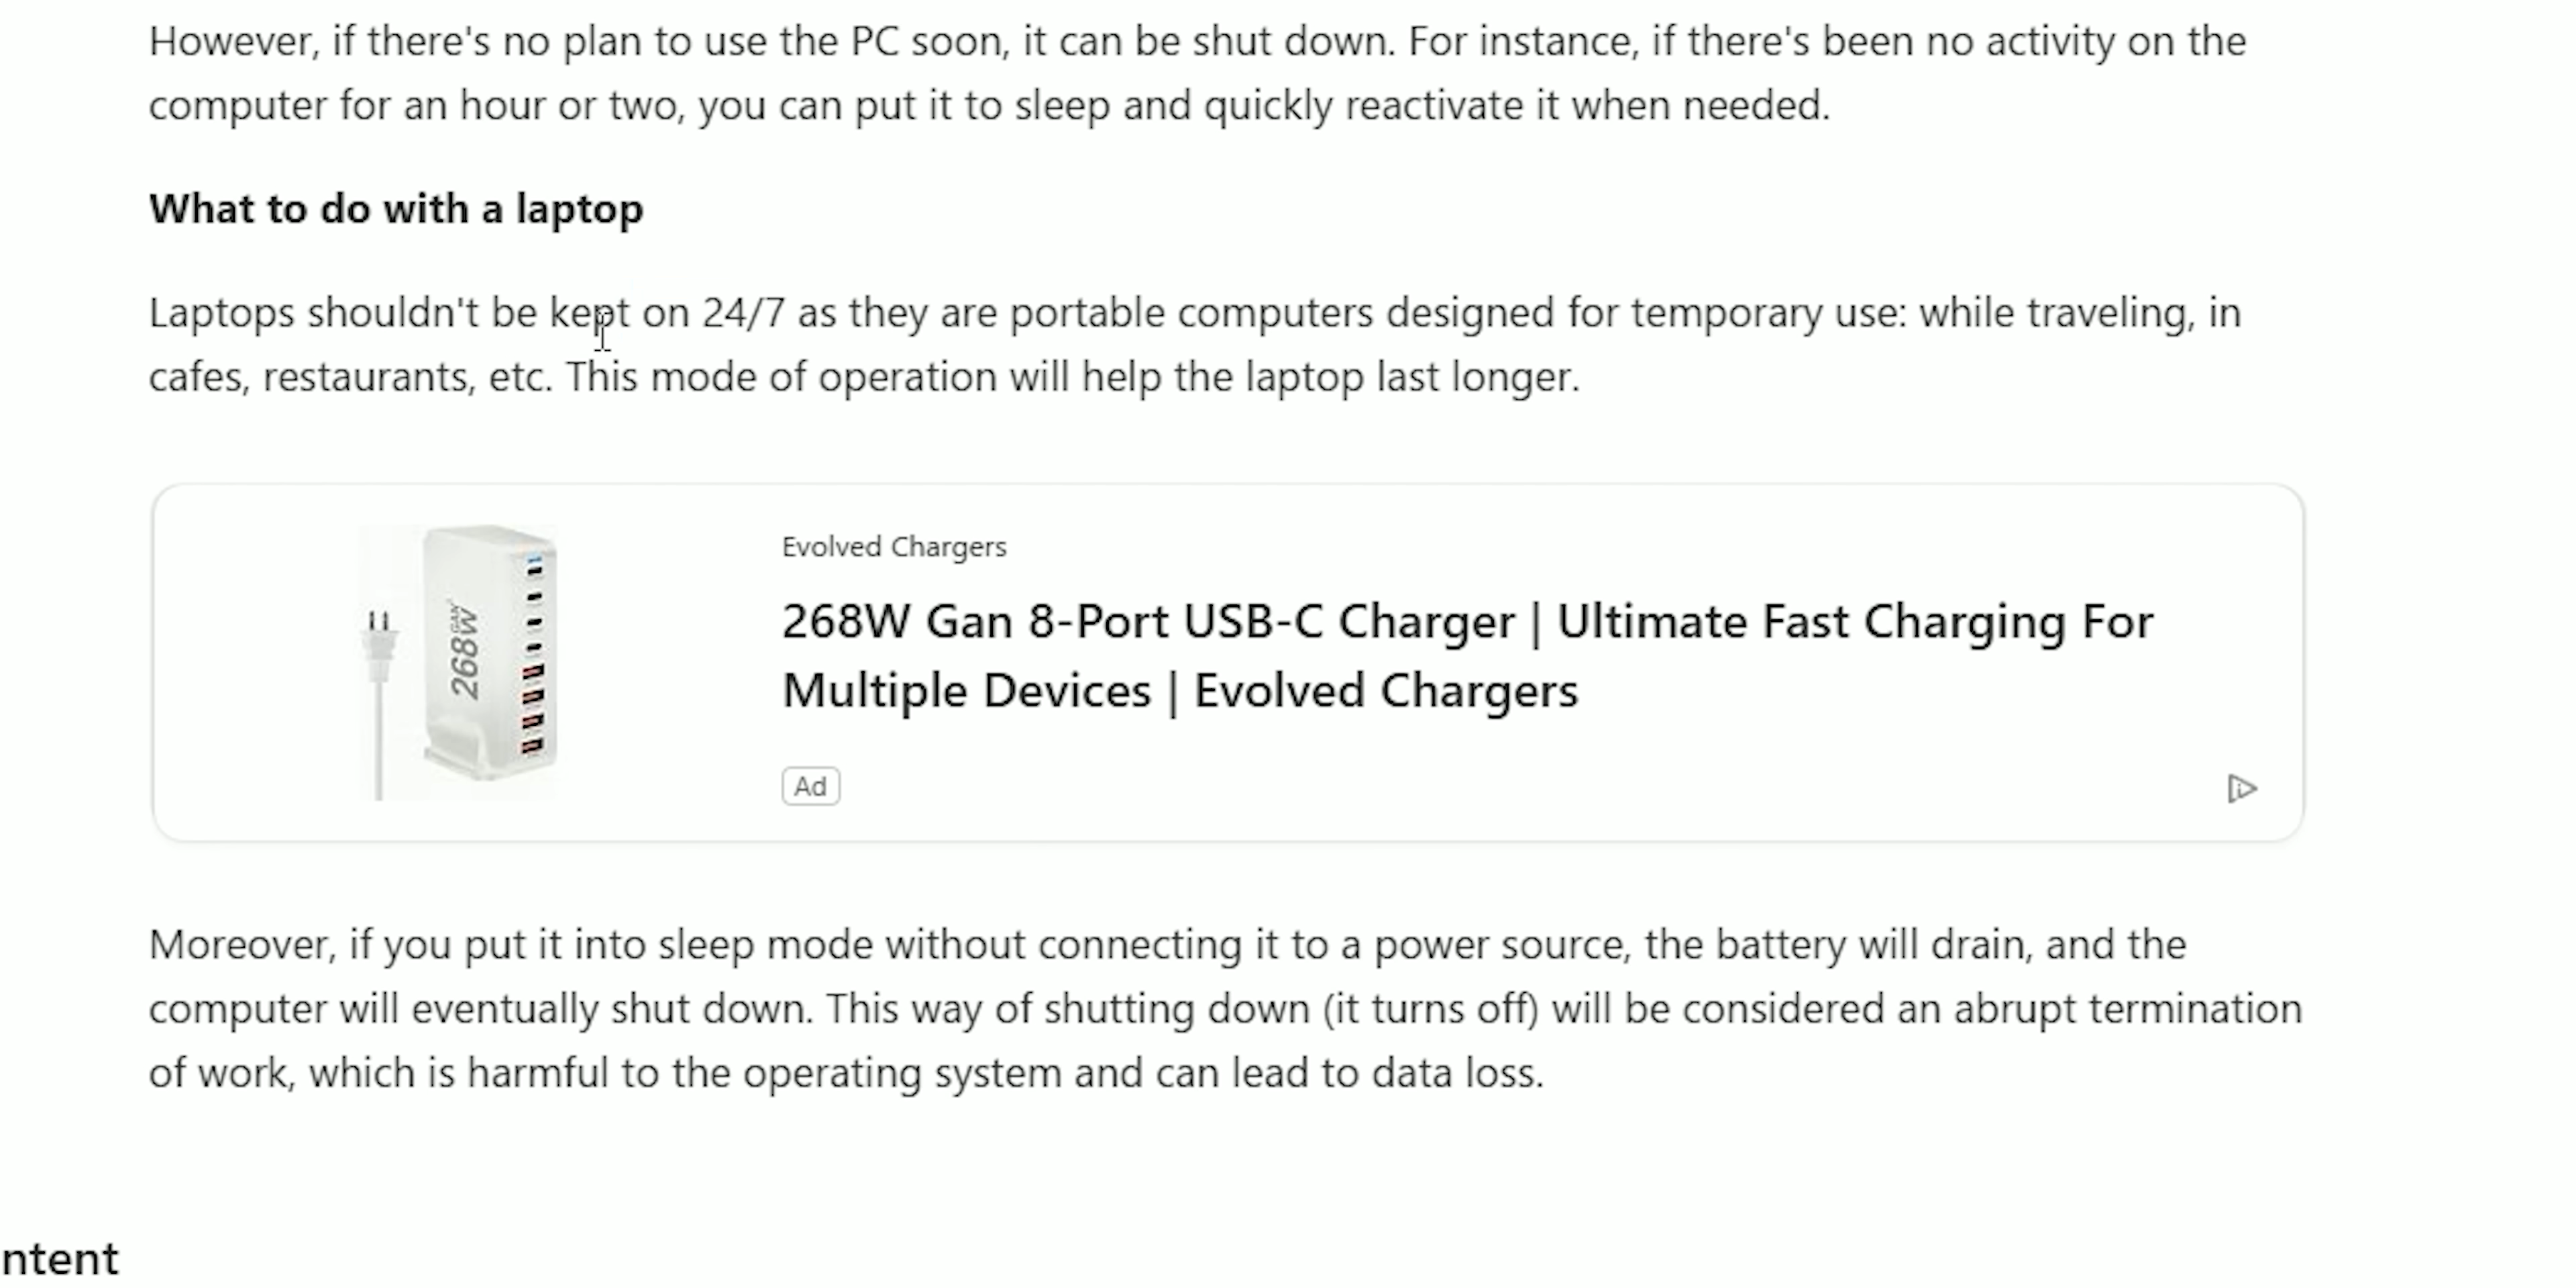 However, if there's no plan to use the PC soon, it can be shut down. For instance, if there's been no activity on the
computer for an hour or two, you can put it to sleep and quickly reactivate it when needed.
What to do with a laptop
Laptops shouldn't be kept on 24/7 as they are portable computers designed for temporary use: while traveling, in
cafes, restaurants, etc. This mode of operation will help the laptop last longer.
268W GAN
Evolved Chargers
268W Gan 8-Port USB-C Charger | Ultimate Fast Charging For
Multiple Devices | Evolved Chargers
Ad
Moreover, if you put it into sleep mode without connecting it to a power source, the battery will drain, and the
computer will eventually shut down. This way of shutting down (it turns off) will be considered an abrupt termination
of work, which is harmful to the operating system and can lead to data loss.
ntent